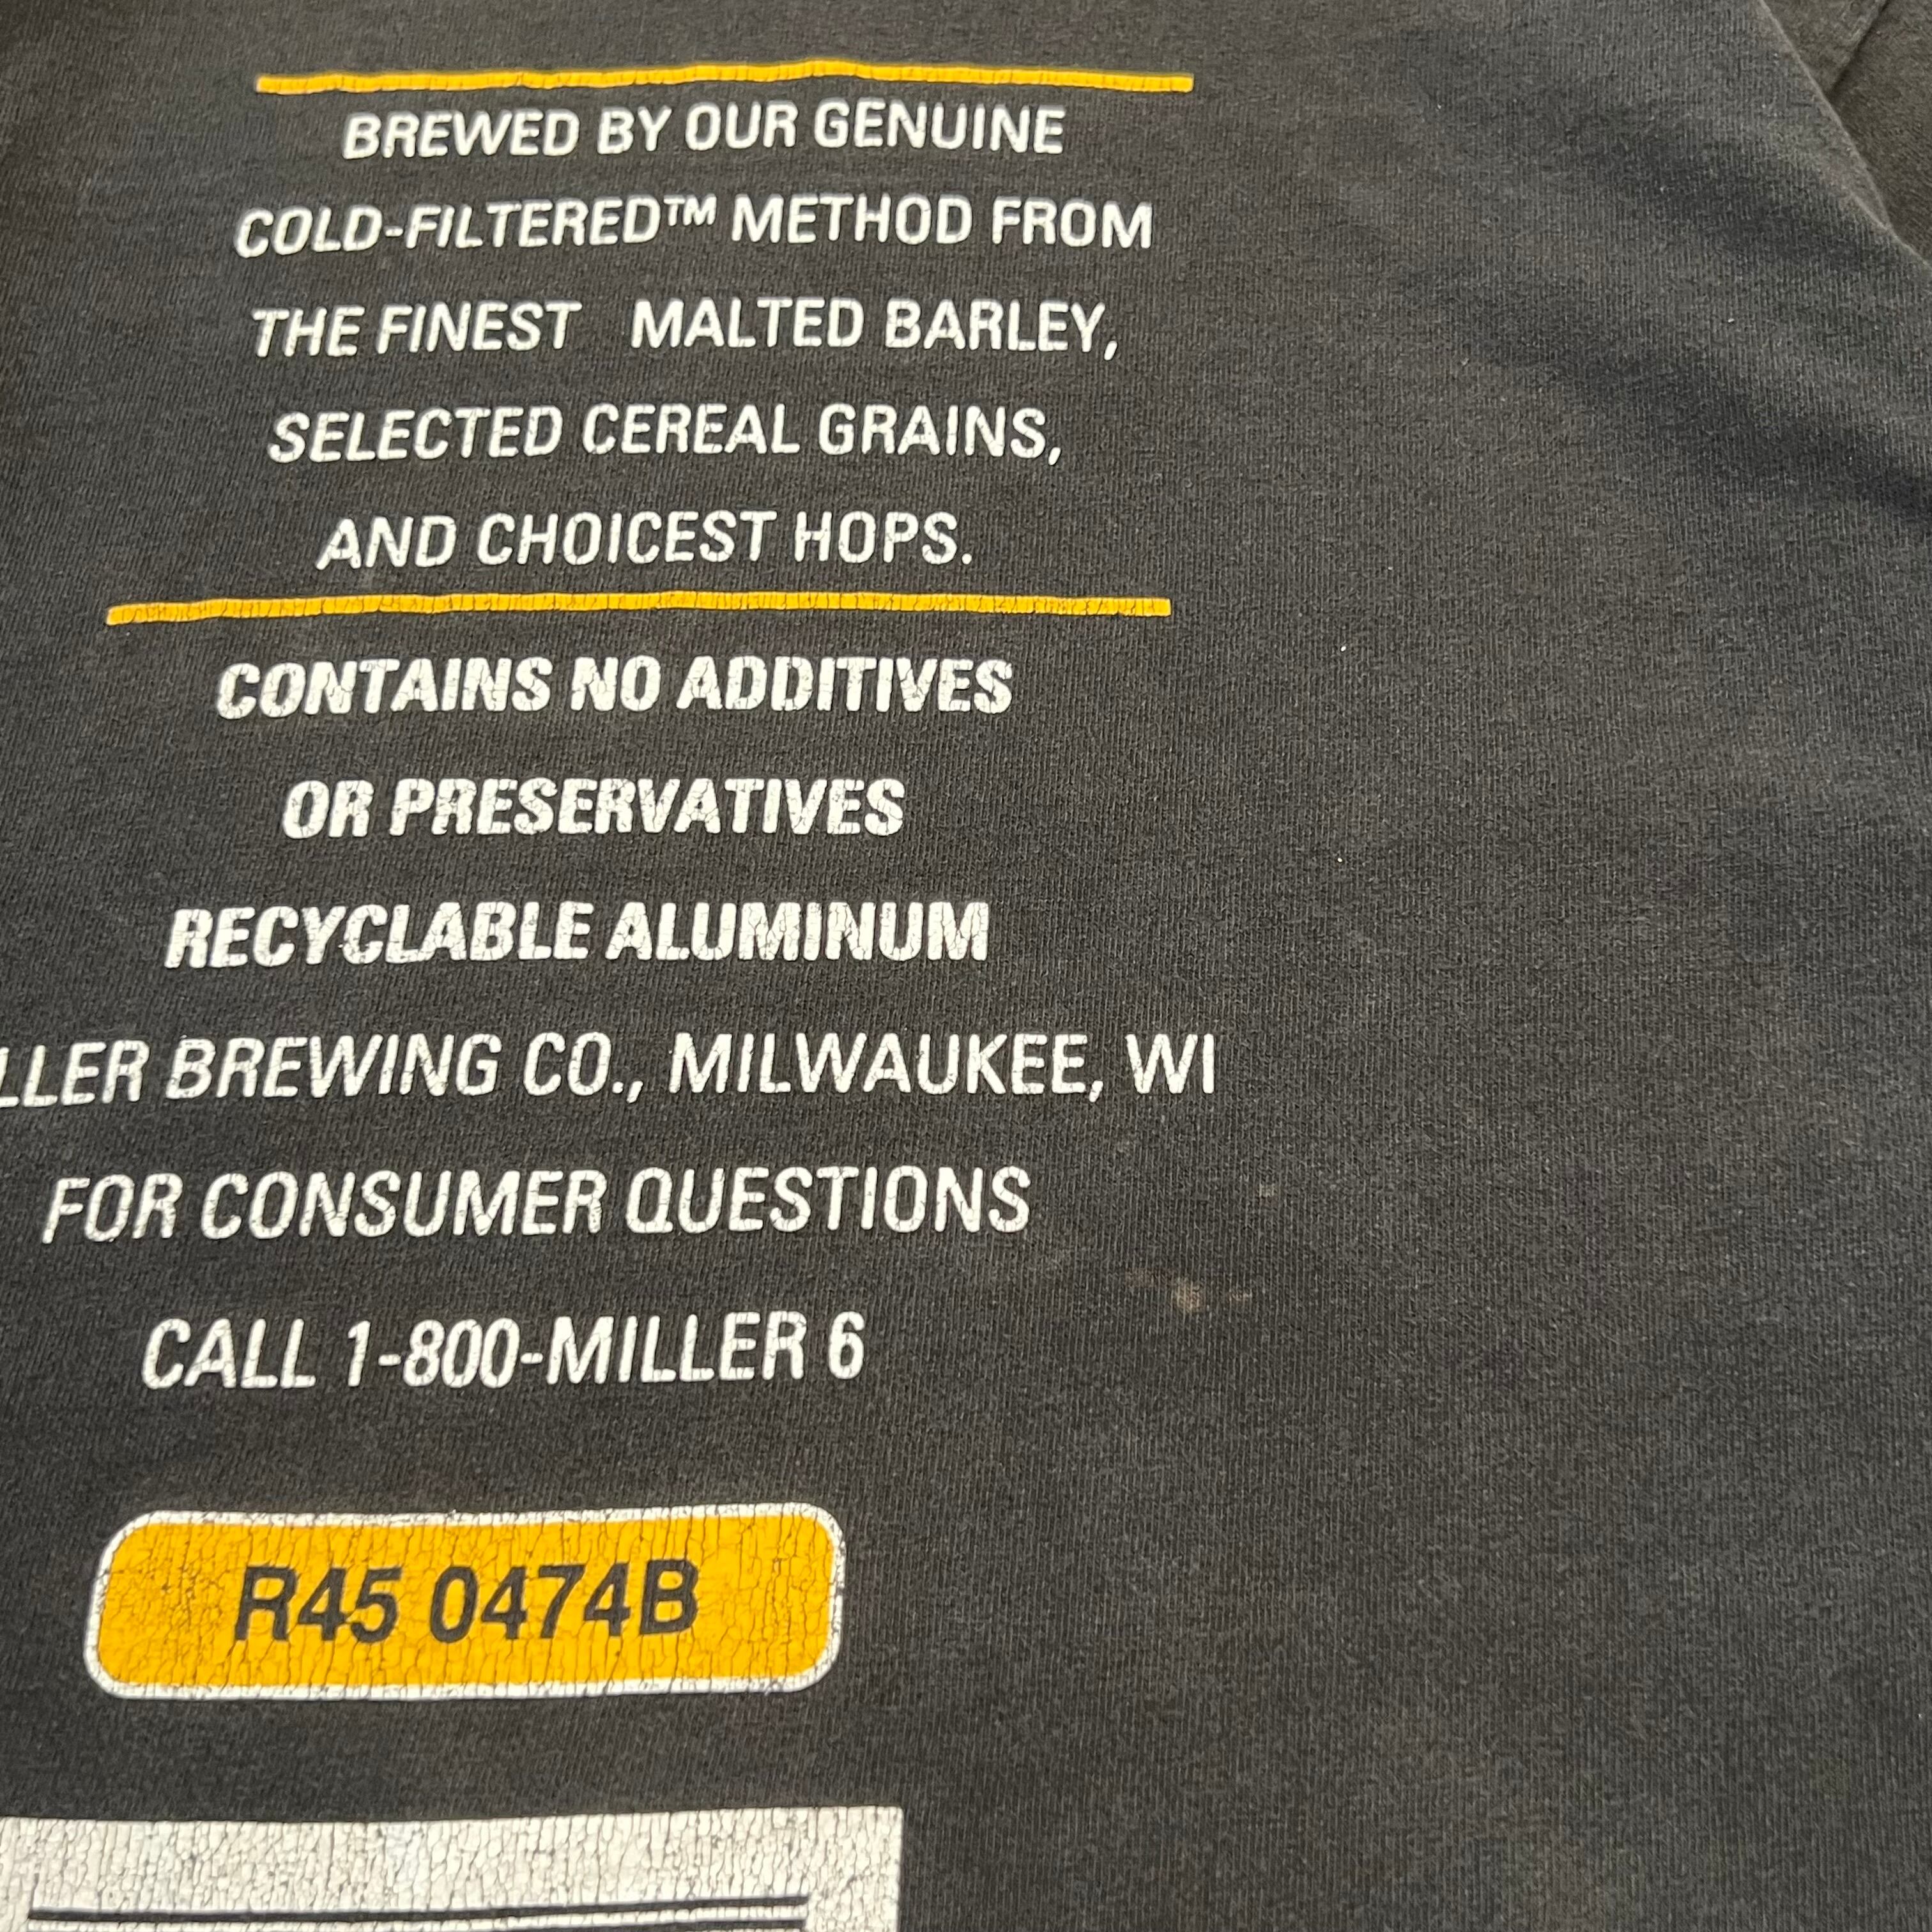 BREWED BY OUR GENUINE
COLD-FILTERED™ METHOD FROM
THE FINEST MALTED BARLEY,
SELECTED CEREAL GRAINS,
AND CHOICEST HOPS.
CONTAINS NO ADDITIVES
OR PRESERVATIVES
RECYCLABLE ALUMINUM
LLER BREWING CO., MILWAUKEE, WI
FOR CONSUMER QUESTIONS
CALL 1-800-MILLER 6
R45 0474B